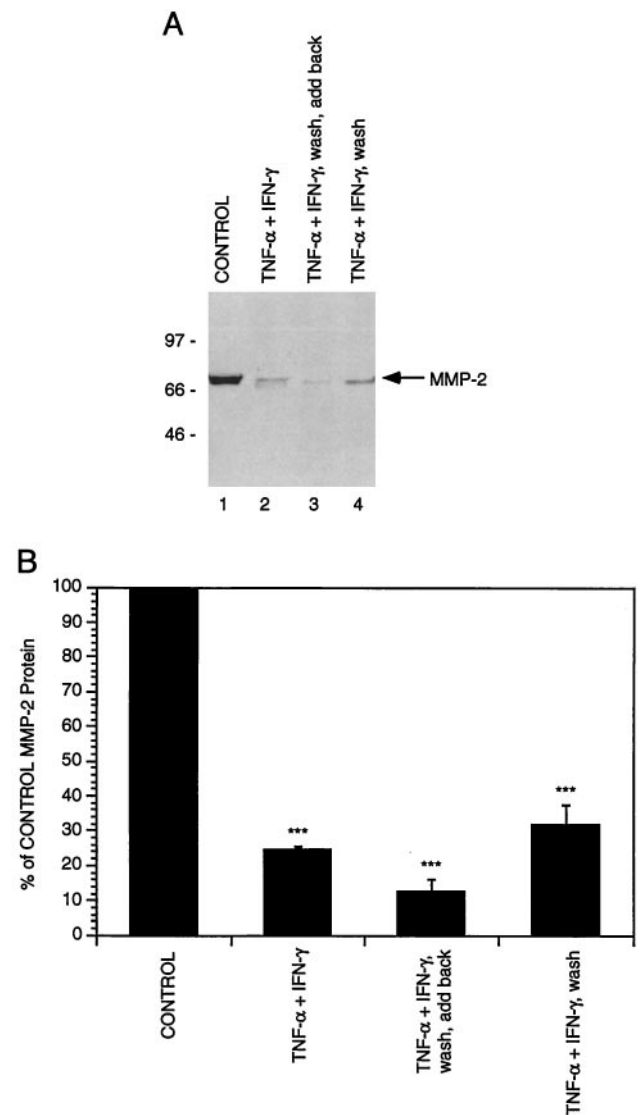 A
CONTROL
TNF-α + IFN-γ
TNF-α + IFN-γ, wash, add back
TNF-α + IFN-γ, wash
97 -
66 -
46 -
MMP-2
1 2 3 4
B
% of CONTROL MMP-2 Protein
100
90
80
70
60
50
40
30
20
10
0
***
***
***
CONTROL
TNF-α + IFN-γ
TNF-α + IFN-γ,
wash, add back
TNF-α + IFN-γ, wash